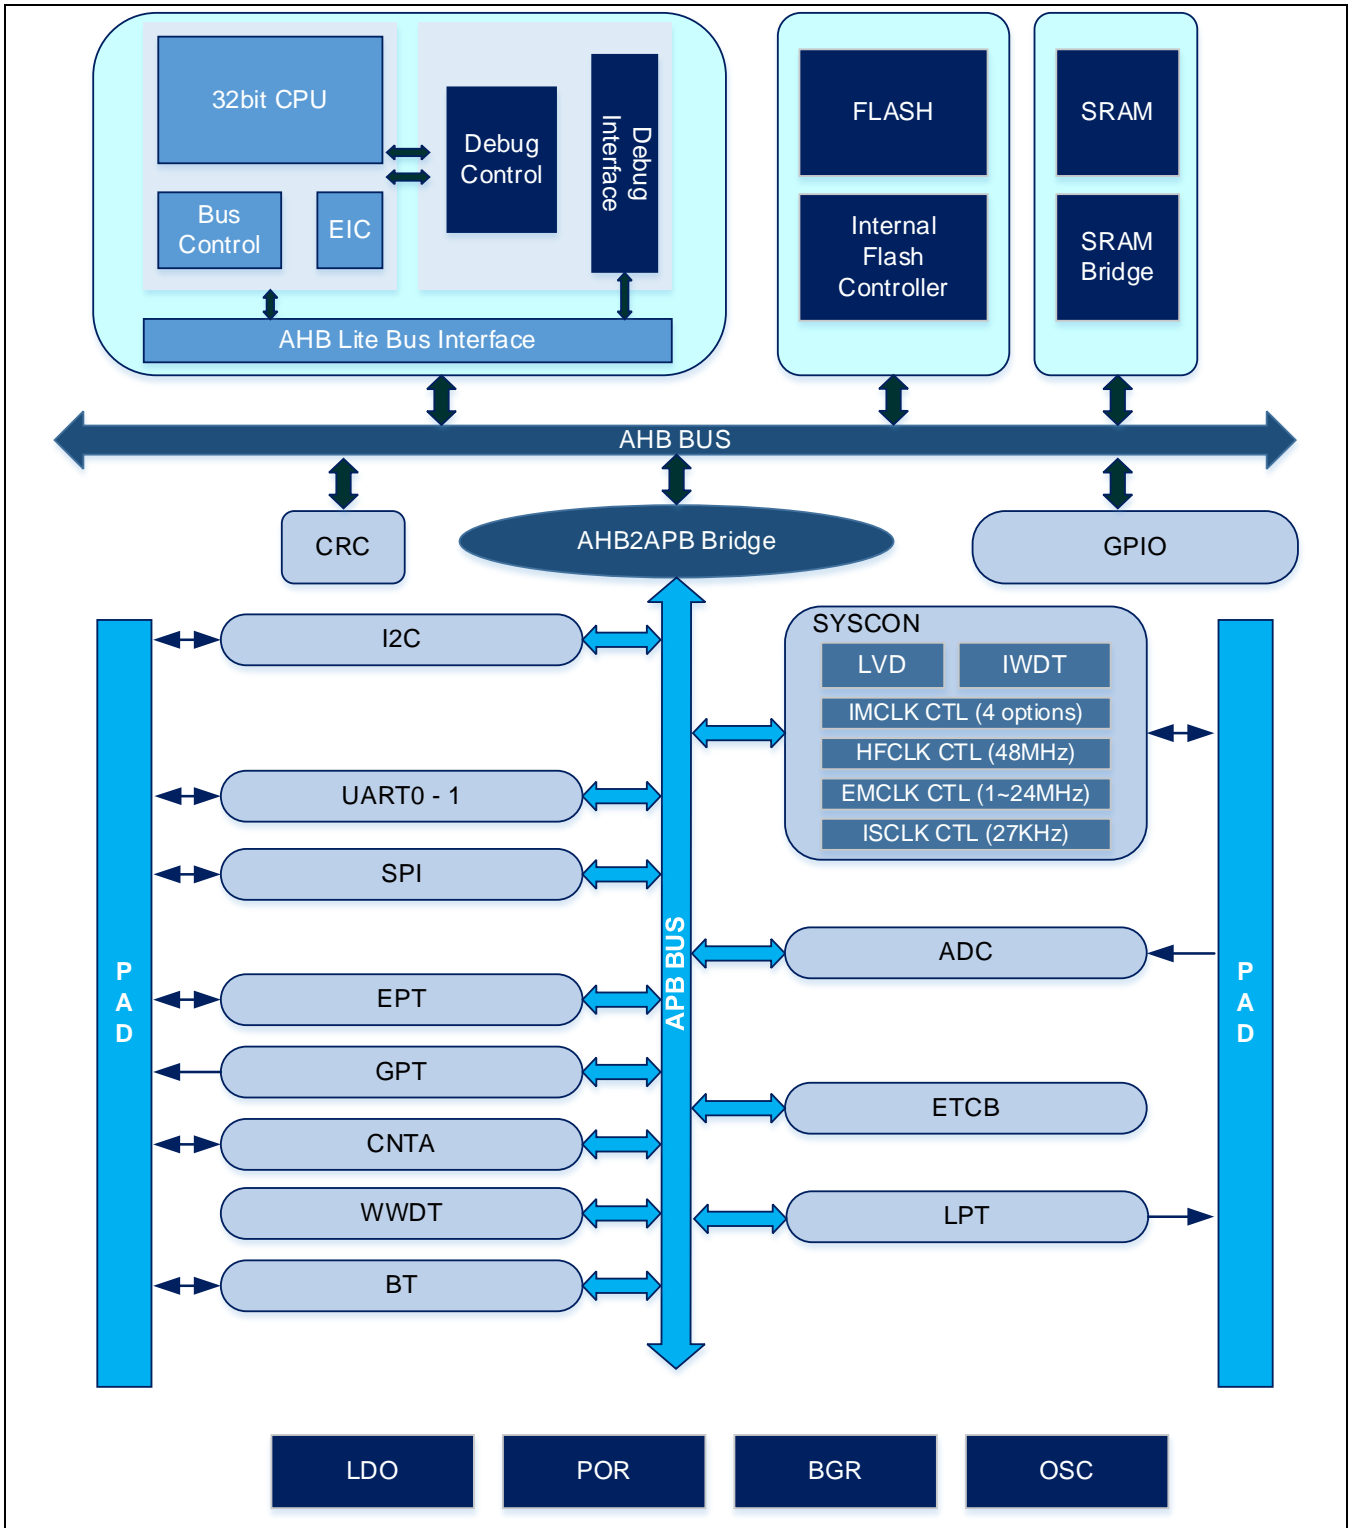 32bit CPU
Bus
Control
EIC
Debug
Control
Debug
Interface
AHB Lite Bus Interface
FLASH
Internal
Flash
Controller
SRAM
SRAM
Bridge
AHB BUS
CRC
AHB2APB Bridge
GPIO
PAD
I2C
UART0 - 1
SPI
EPT
GPT
CNTA
WWDT
BT
APB BUS
SYSCON
LVD
IWDT
IMCLK CTL (4 options)
HFCLK CTL (48MHz)
EMCLK CTL (1~24MHz)
ISCLK CTL (27KHz)
ADC
ETCB
LPT
PAD
LDO
POR
BGR
OSC